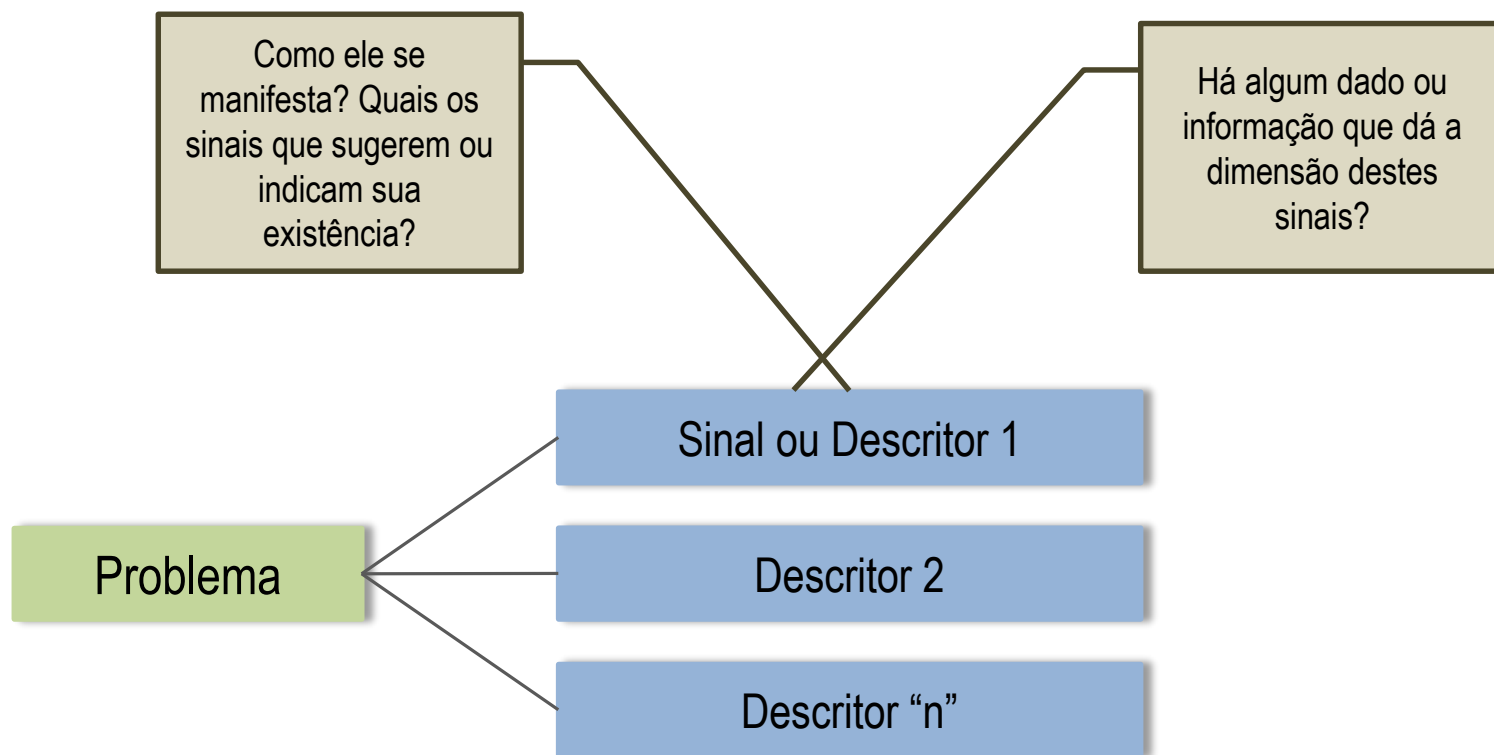 Como ele se
manifesta? Quais os
sinais que sugerem ou
indicam sua
existência?
Há algum dado ou
informação que dá a
dimensão destes
sinais?
Sinal ou Descritor 1
Problema
Descritor 2
Descritor “n”